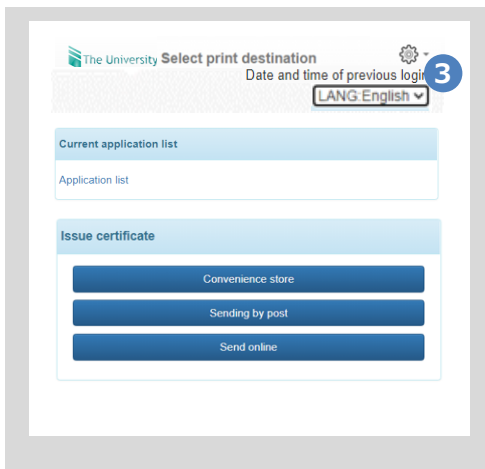 The University Select print destination
Date and time of previous login
3
LANG:English
Current application list
Application list
Issue certificate
Convenience store
Sending by post
Send online